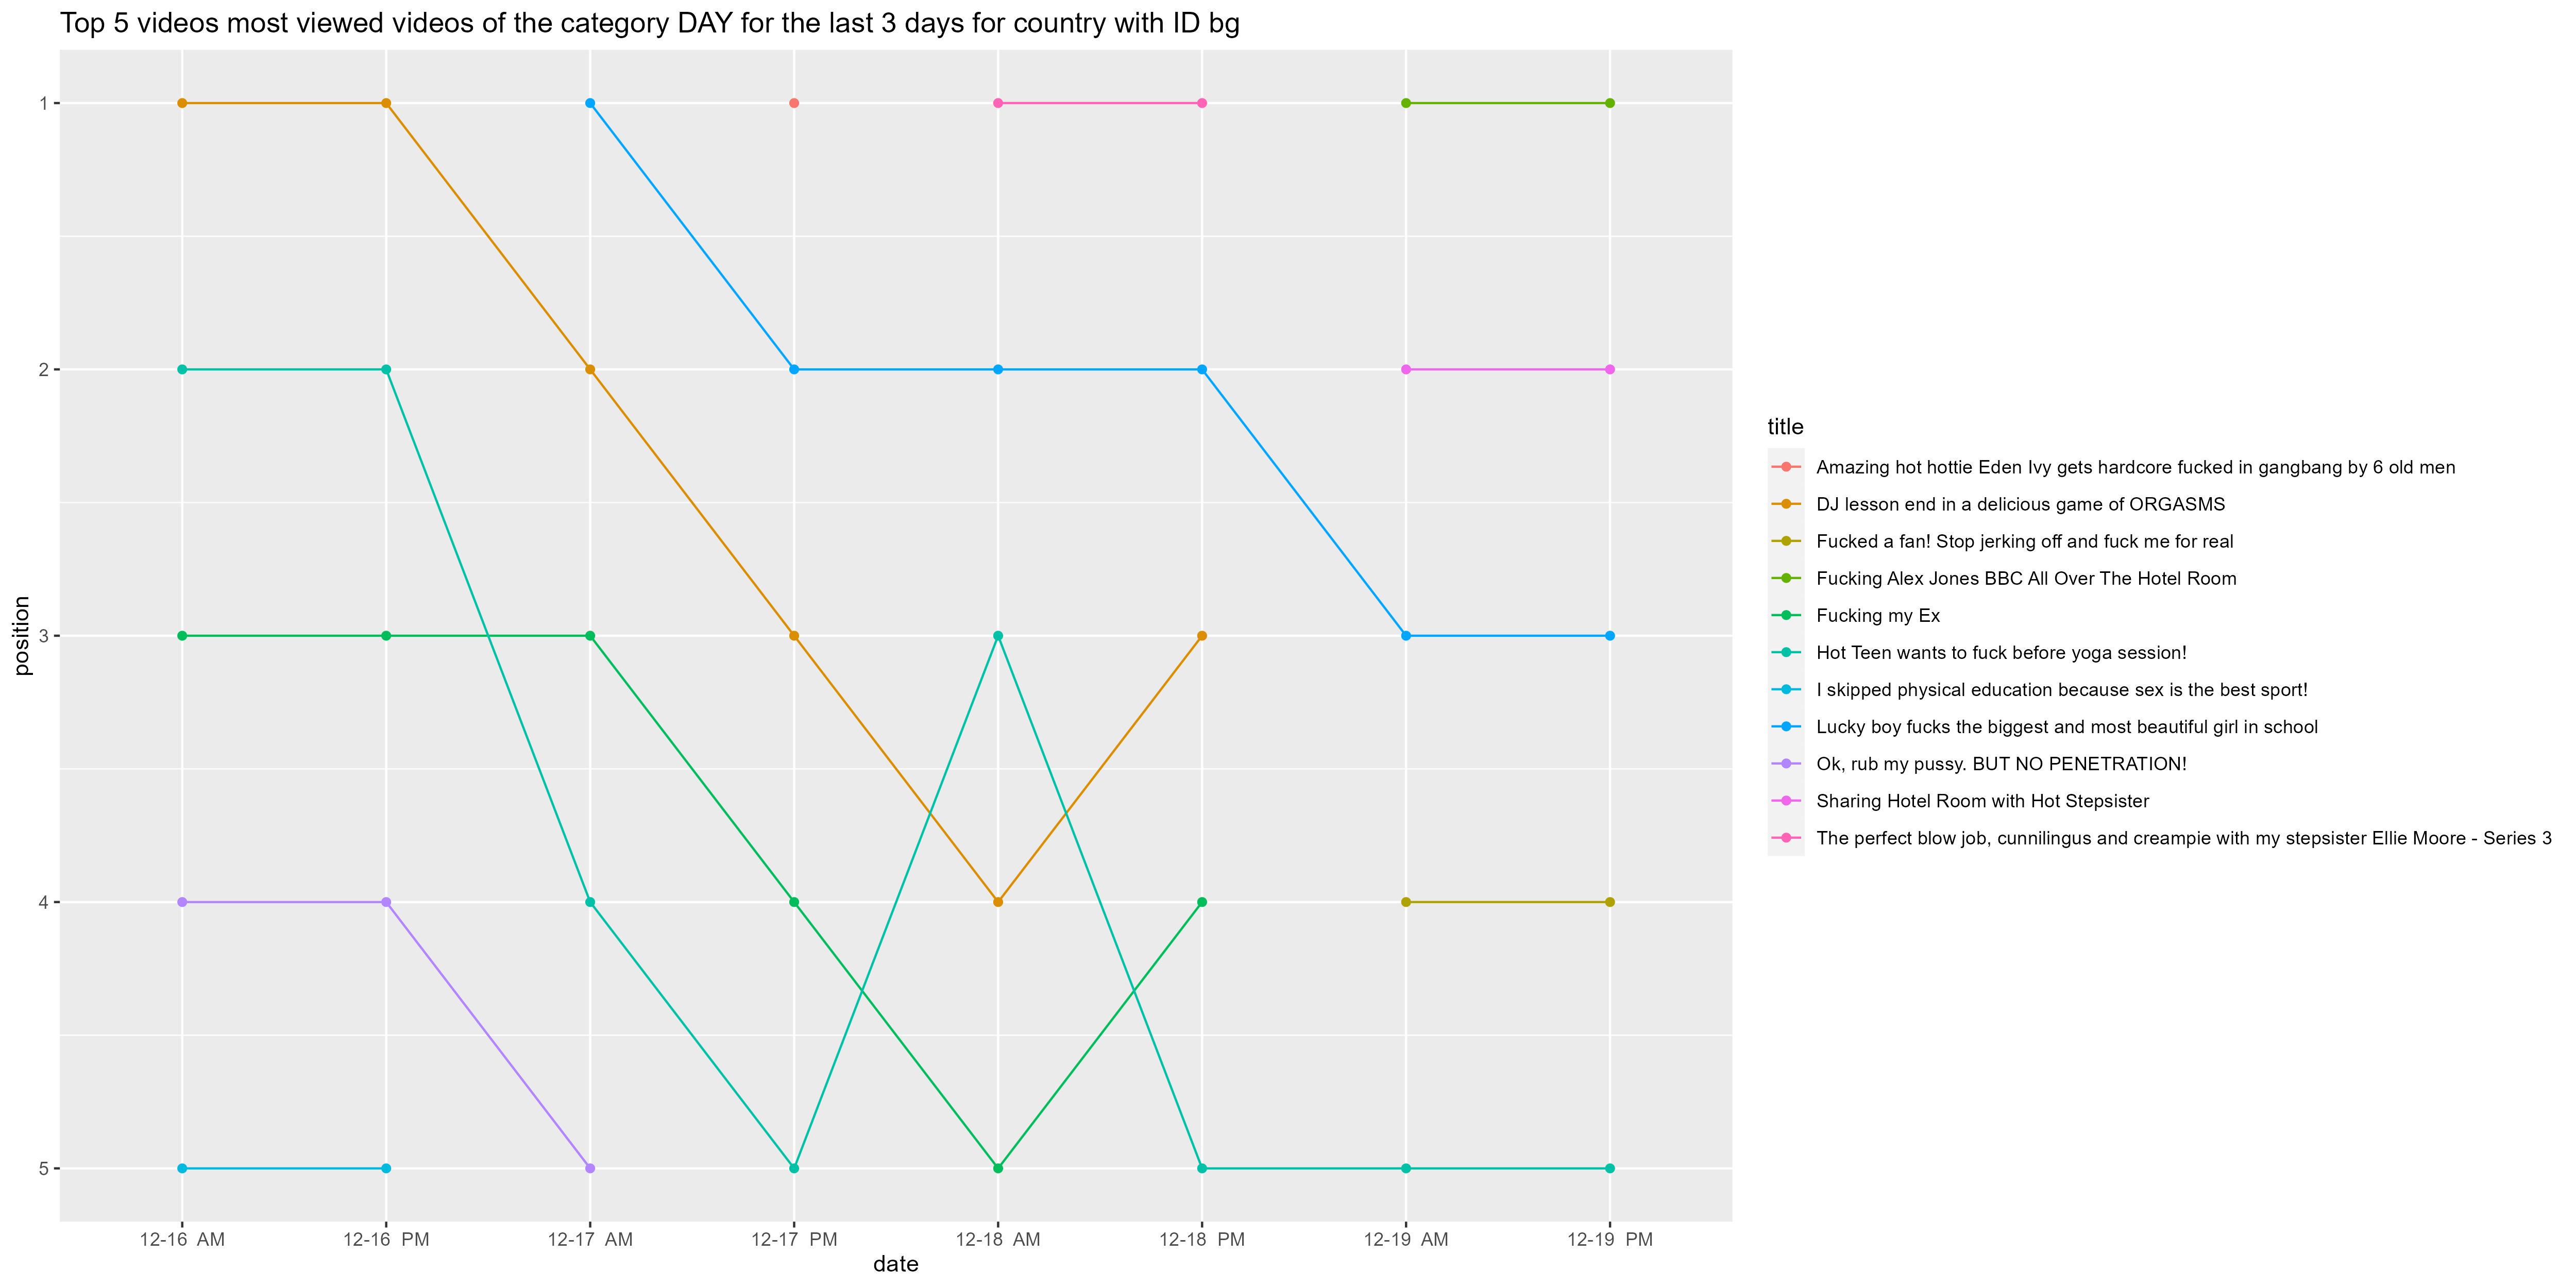 Top 5 videos most viewed videos of the category DAY for the last 3 days for country with ID bg
position
1
2
3
4
5
12-16 AM
12-16 PM
12-17 AM
12-17 PM
12-18 AM
12-18 PM
12-19 AM
12-19 PM
date
title
Amazing hot hottie Eden Ivy gets hardcore fucked in gangbang by 6 old men
DJ lesson end in a delicious game of ORGASMS
Fucked a fan! Stop jerking off and fuck me for real
Fucking Alex Jones BBC All Over The Hotel Room
Fucking my Ex
Hot Teen wants to fuck before yoga session!
I skipped physical education because sex is the best sport!
Lucky boy fucks the biggest and most beautiful girl in school
Ok, rub my pussy. BUT NO PENETRATION!
Sharing Hotel Room with Hot Stepsister
The perfect blow job, cunnilingus and creampie with my stepsister Ellie Moore - Series 3